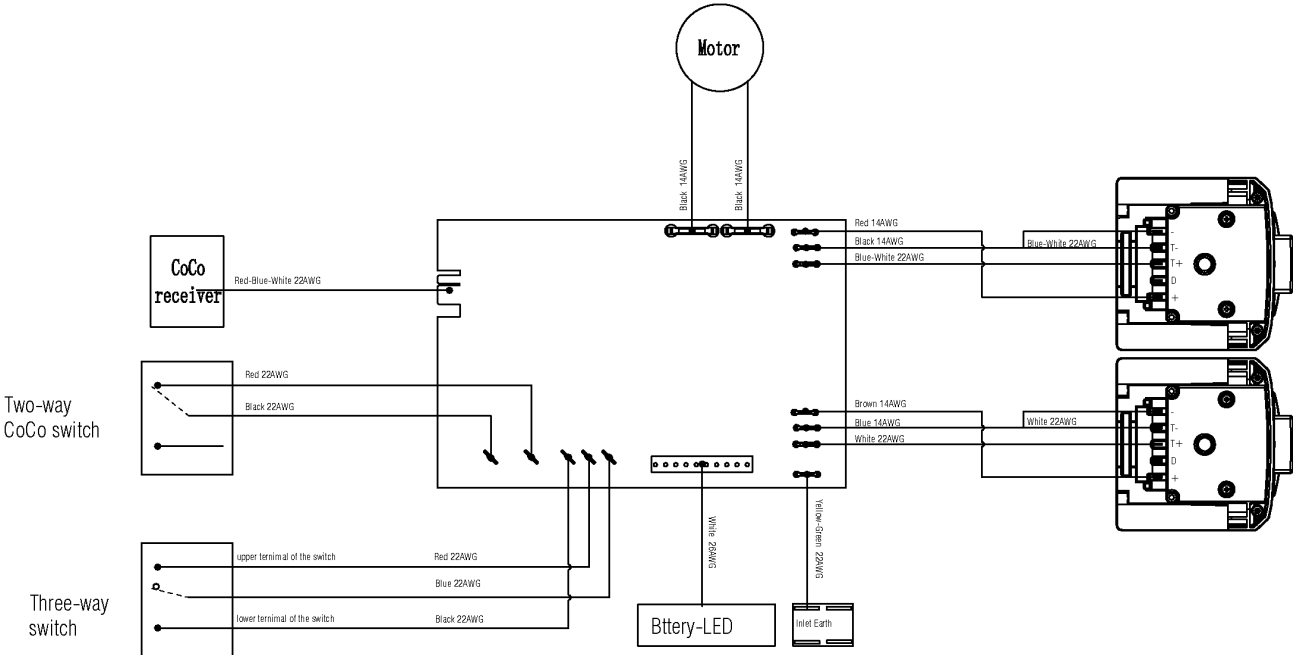 Motor
Black 14AWG
Black 14AWG
CoCo
receiver
Red-Blue-White 22AWG
Red 14AWG
Black 14AWG
Blue-White 22AWG
Blue-White 22AWG
-
T-
T+
D
+
Two-way
CoCo switch
Red 22AWG
Black 22AWG
Brown 14AWG
Blue 14AWG
White 22AWG
White 22AWG
-
T-
T+
D
+
Three-way
switch
upper terninal of the switch
Red 22AWG
Blue 22AWG
lower terninal of the switch
Black 22AWG
White 26AWG
Yellow-Green 22AWG
Bttery-LED
Inlet Earth